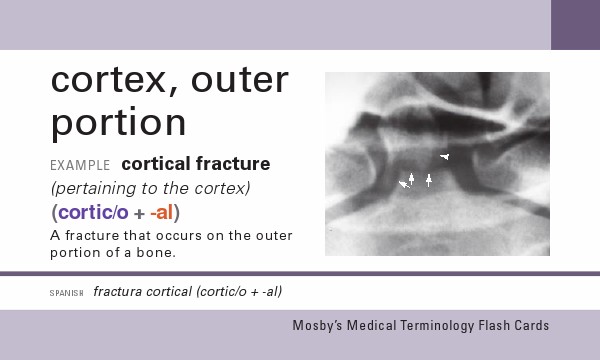 cortex, outer
portion
EXAMPLE cortical fracture
(pertaining to the cortex)
(cortic/o + -al)
A fracture that occurs on the outer
portion of a bone.
SPANISH fractura cortical (cortic/o + -al)
Mosby's Medical Terminology Flash Cards